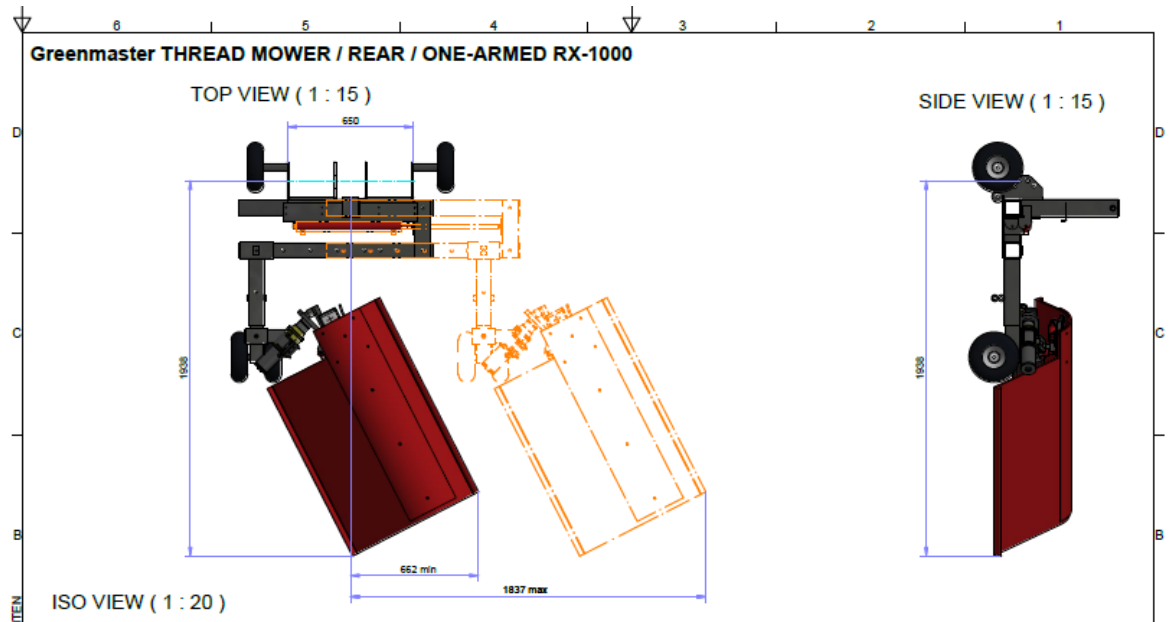 6 5 4 3 2 1
Greenmaster THREAD MOWER / REAR / ONE-ARMED RX-1000
TOP VIEW ( 1 : 15 )
SIDE VIEW ( 1 : 15 )
650
D D
1938 1938
C C
B B
662 min
1837 max
ISO VIEW ( 1 : 20 )
TEN